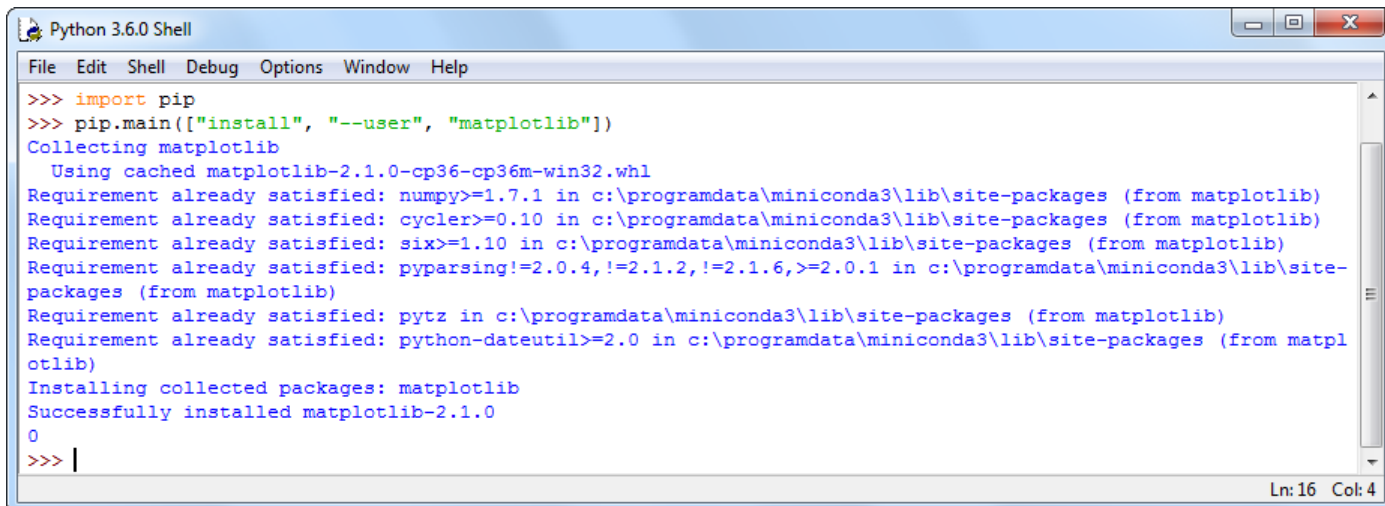 Python 3.6.0 Shell
File Edit Shell Debug Options Window Help
>>> import pip
>>> pip.main(["install", "--user", "matplotlib"])
Collecting matplotlib
  Using cached matplotlib-2.1.0-cp36-cp36m-win32.whl
Requirement already satisfied: numpy>=1.7.1 in c:\programdata\miniconda3\lib\site-packages (from matplotlib)
Requirement already satisfied: cycler>=0.10 in c:\programdata\miniconda3\lib\site-packages (from matplotlib)
Requirement already satisfied: six>=1.10 in c:\programdata\miniconda3\lib\site-packages (from matplotlib)
Requirement already satisfied: pyparsing!=2.0.4,!=2.1.2,!=2.1.6,>=2.0.1 in c:\programdata\miniconda3\lib\site-
packages (from matplotlib)
Requirement already satisfied: pytz in c:\programdata\miniconda3\lib\site-packages (from matplotlib)
Requirement already satisfied: python-dateutil>=2.0 in c:\programdata\miniconda3\lib\site-packages (from matpl
otlib)
Installing collected packages: matplotlib
Successfully installed matplotlib-2.1.0
0
>>>
Ln: 16 Col: 4